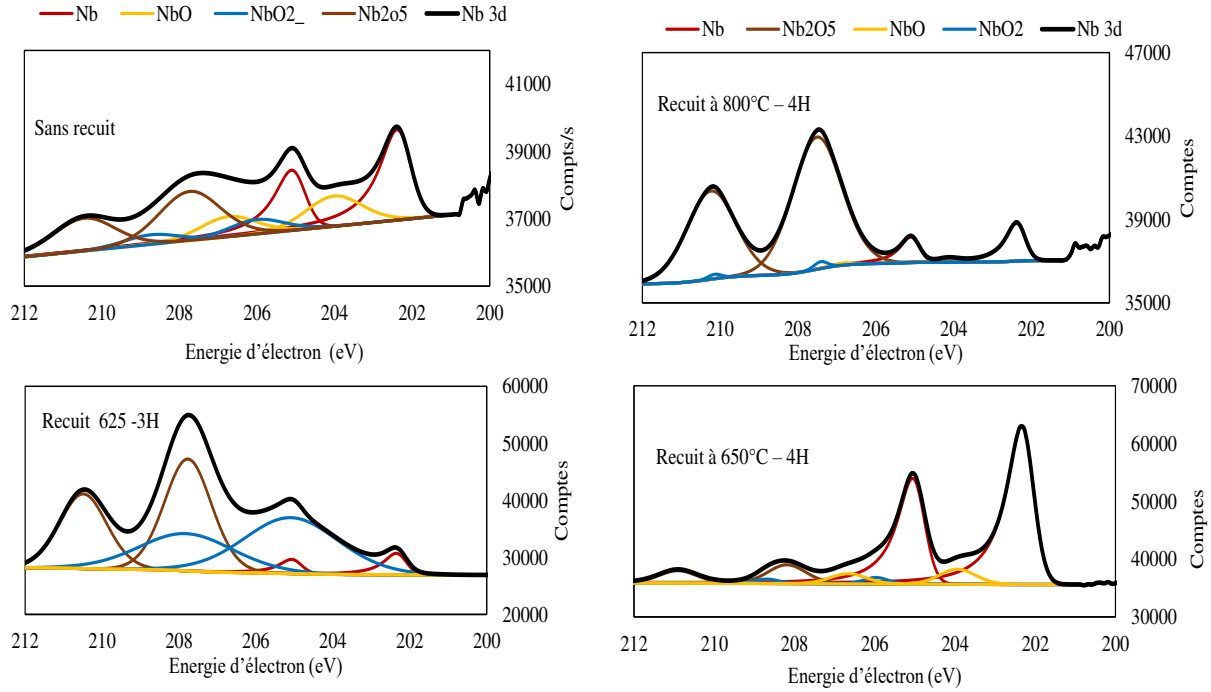 Nb NbO NbO2_ Nb2o5 Nb 3d
Sans recuit
41000
39000
37000
35000
Compts/s
212 210 208 206 204 202 200
Energie d’électron (eV)
Nb Nb2O5 NbO NbO2 Nb 3d
Recuit à 800°C – 4H
47000
43000
39000
35000
Comptes
212 210 208 206 204 202 200
Energie d’électron (eV)
Recuit 625 -3H
60000
50000
40000
30000
20000
Comptes
212 210 208 206 204 202 200
Energie d’électron (eV)
Recuit à 650°C – 4H
70000
50000
40000
30000
Comptes
212 210 208 206 204 202 200
Energie d’électron (eV)